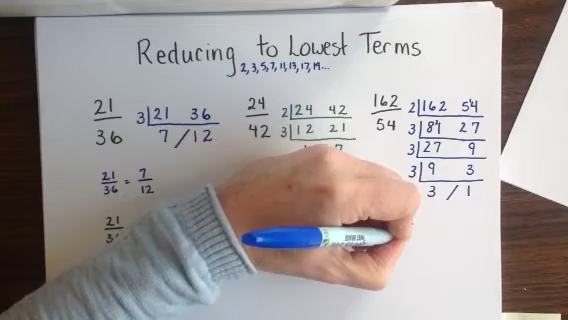 Reducing to Lowest Terms
2, 3, 5, 7, 11, 13, 17, 19...
21/36
3 | 21 36
7 / 12
21/36 = 7/12
21/3
24/42
2 | 24 42
3 | 12 21
7
162/54
2 | 162 54
3 | 81 27
3 | 27 9
3 | 9 3
3 / 1